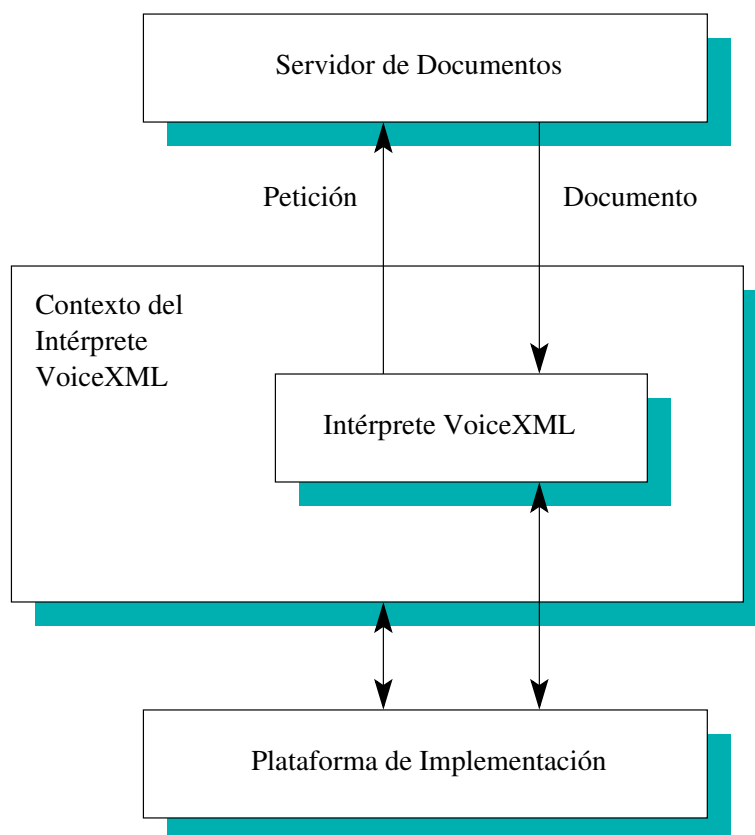 Servidor de Documentos
Petición
Documento
Contexto del
Intérprete
VoiceXML
Intérprete VoiceXML
Plataforma de Implementación